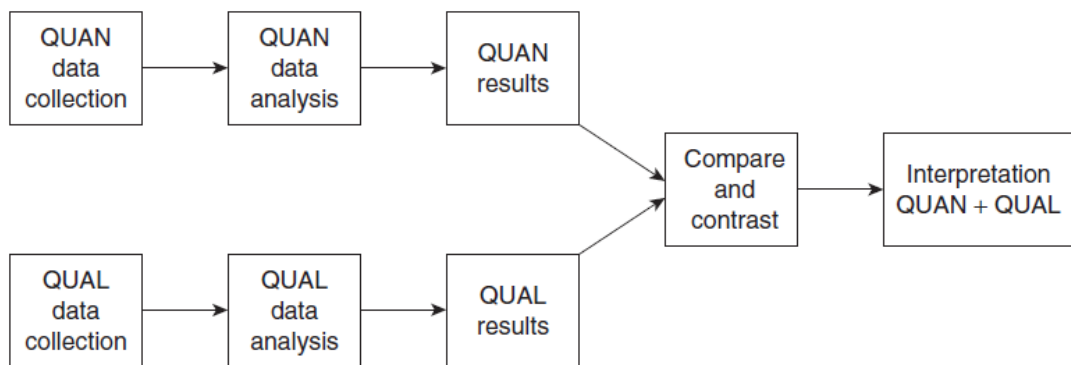 QUAN
data
collection
QUAN
data
analysis
QUAN
results
Compare
and
contrast
Interpretation
QUAN + QUAL
QUAL
data
collection
QUAL
data
analysis
QUAL
results